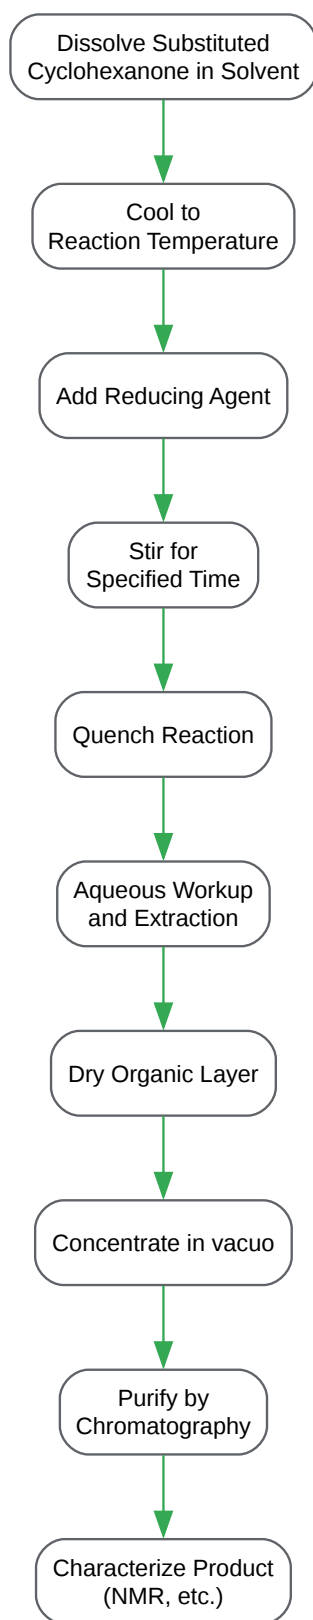 Dissolve Substituted
Cyclohexanone in Solvent
Cool to
Reaction Temperature
Add Reducing Agent
Stir for
Specified Time
Quench Reaction
Aqueous Workup
and Extraction
Dry Organic Layer
Concentrate in vacuo
Purify by
Chromatography
Characterize Product
(NMR, etc.)